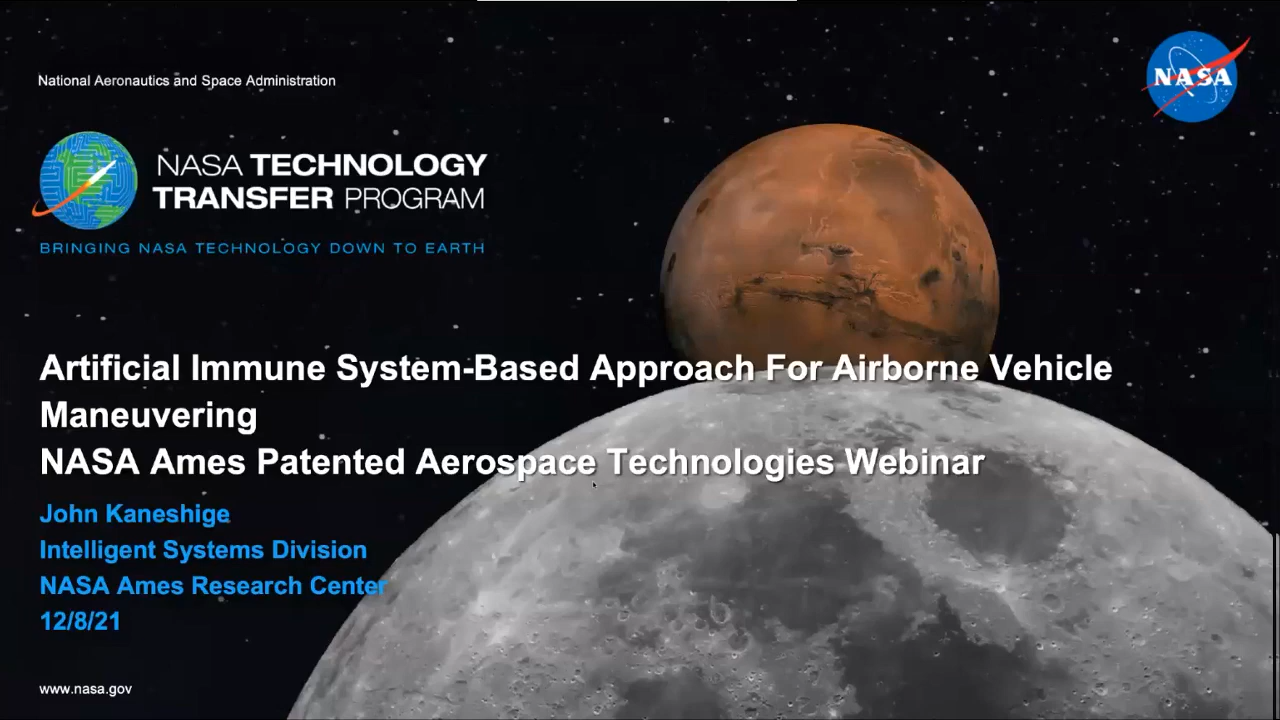 National Aeronautics and Space Administration
NASA
NASA TECHNOLOGY
TRANSFER PROGRAM
BRINGING NASA TECHNOLOGY DOWN TO EARTH
Artificial Immune System-Based Approach For Airborne Vehicle
Maneuvering
NASA Ames Patented Aerospace Technologies Webinar
John Kaneshige
Intelligent Systems Division
NASA Ames Research Center
12/8/21
www.nasa.gov